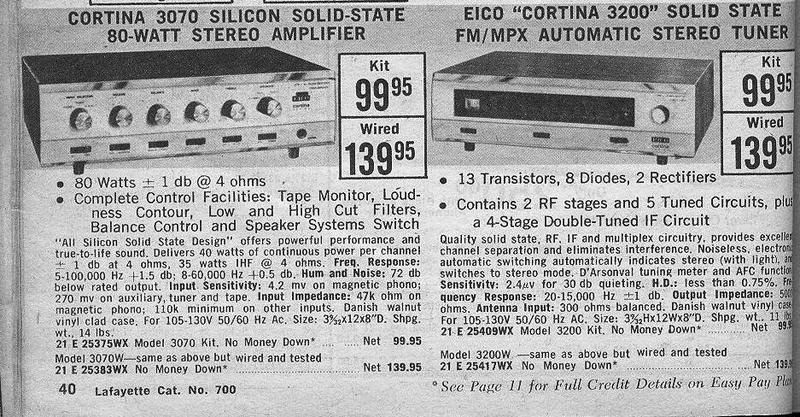 CORTINA 3070 SILICON SOLID-STATE
80-WATT STEREO AMPLIFIER
Kit
99 95
Wired
139 95
• 80 Watts ± 1 db @ 4 ohms
• Complete Control Facilities: Tape Monitor, Loud-
ness Contour, Low and High Cut Filters,
Balance Control and Speaker Systems Switch
"All Silicon Solid State Design" offers powerful performance and
true-to-life sound. Delivers 40 watts of continuous power per channel
± 1 db at 4 ohms, 35 watts IHF @ 4 ohms. Freq. Response:
5-100,000 Hz +1.5 db; 8-60,000 Hz +0.5 db. Hum and Noise: 72 db
below rated output. Input Sensitivity: 4.2 mv on magnetic phono;
270 mv on auxiliary, tuner and tape. Input Impedance: 47k ohm on
magnetic phono; 110k minimum on other inputs. Danish walnut
vinyl clad case. For 105-130V 50/60 Hz Ac. Size: 3x12x8"D. Shpg.
wt., 14 lbs.
21 E 25375WX Model 3070 Kit. No Money Down* .... Net 99.95
Model 3070W—same as above but wired and tested
21 E 25383WX No Money Down* .... Net 139.95
40 Lafayette Cat. No. 700
EICO "CORTINA 3200" SOLID STATE
FM/MPX AUTOMATIC STEREO TUNER
Kit
99 95
Wired
139 95
• 13 Transistors, 8 Diodes, 2 Rectifiers
• Contains 2 RF stages and 5 Tuned Circuits, plus
a 4-Stage Double-Tuned IF Circuit
Quality solid state, RF, IF and multiplex circuitry, provides excellen
channel separation and eliminates interference. Noiseless, electroni
automatic switching automatically indicates stereo (with light), an
switches to stereo mode. D'Arsonval tuning meter and AFC function
Sensitivity: 2.4µv for 30 db quieting. H.D.: less than 0.75%. Fre
quency Response: 20-15,000 Hz ±1 db. Output Impedance: 500
ohms. Antenna Input: 300 ohms balanced. Danish walnut vinyl case
For 105-130V 50/60 Hz AC. Size: Hx12Wx8"D. Shpg. wt., 11 lbs
21 E 25409WX Model 3200 Kit. No Money Down* .... Net 99.9
Model 3200W —same as above but wired and tested
21 E 25417WX No Money Down* .... Net 139.9
*See Page 11 for Full Credit Details on Easy Pay Plan